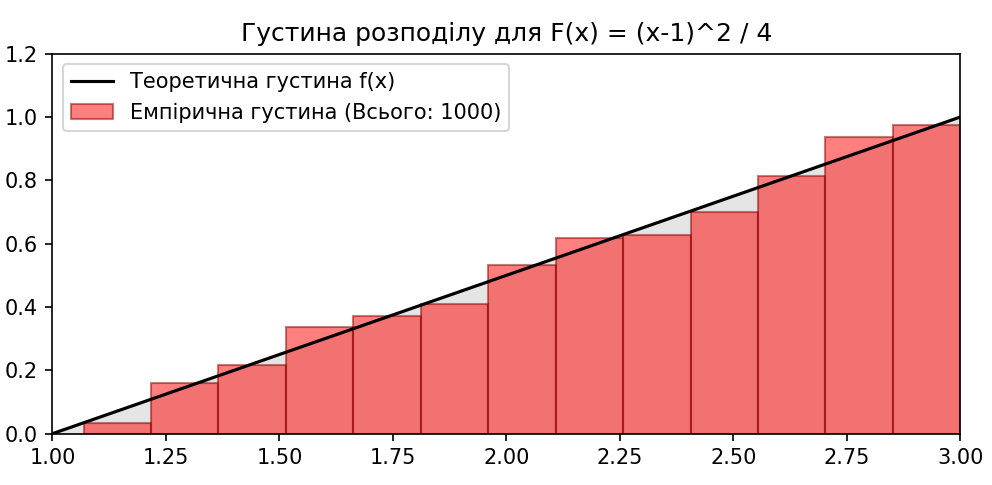 Густина розподілу для F(x) = (x-1)^2 / 4
Теоретична густина f(x)
Емпірична густина (Всього: 1000)
1.2
1.0
0.8
0.6
0.4
0.2
0.0
1.00 1.25 1.50 1.75 2.00 2.25 2.50 2.75 3.00